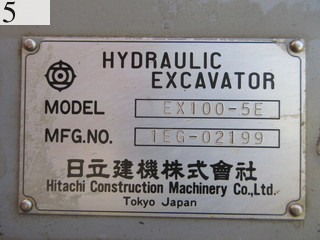 5
HYDRAULIC
EXCAVATOR
MODEL EX100-5E
MFG.NO. 1EG-02199
日立建機株式會社
Hitachi Construction Machinery Co.,Ltd.
Tokyo Japan